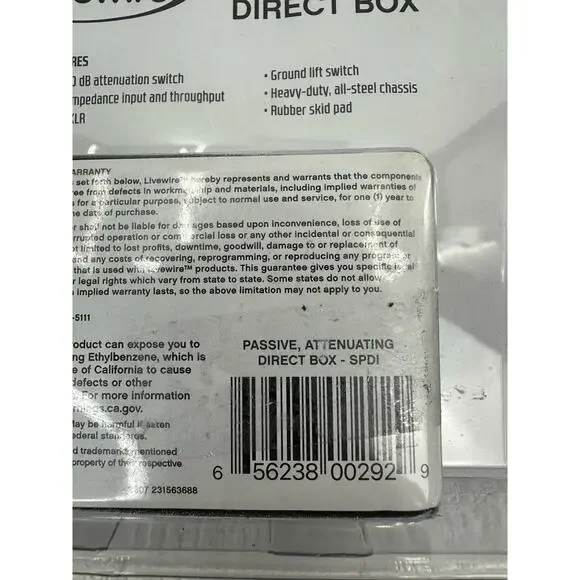 DIRECT BOX
RES
0 dB attenuation switch
mpedance input and throughput
XLR
• Ground lift switch
• Heavy-duty, all-steel chassis
• Rubber skid pad
ARRANTY
set forth below, Livewire™ hereby represents and warrants that the components
free from defects in workmanship and materials, including implied warranties of
s for a particular purpose, subject to normal use and service, for one (1) year to
he date of purchase.
er shall not be liable for damages based upon inconvenience, loss of use of
errupted operation or commercial loss or any other incidental or consequential
ot limited to lost profits, downtime, goodwill, damage to or replacement of
and any costs of recovering, reprogramming, or reproducing any program or
that is used with Livewire™ products. This guarantee gives you specific legal
r legal rights which vary from state to state. Some states do not allow
implied warranty lasts, so the above limitation may not apply to you.
-5111
roduct can expose you to
ng Ethylbenzene, which is
e of California to cause
defects or other
. For more information
rnings.ca.gov.
May be harmful if eaten
ederal standards.
d trademark mentioned
property of their respective
307 231563688
PASSIVE, ATTENUATING
DIRECT BOX - SPDI
6 56238 00292 9